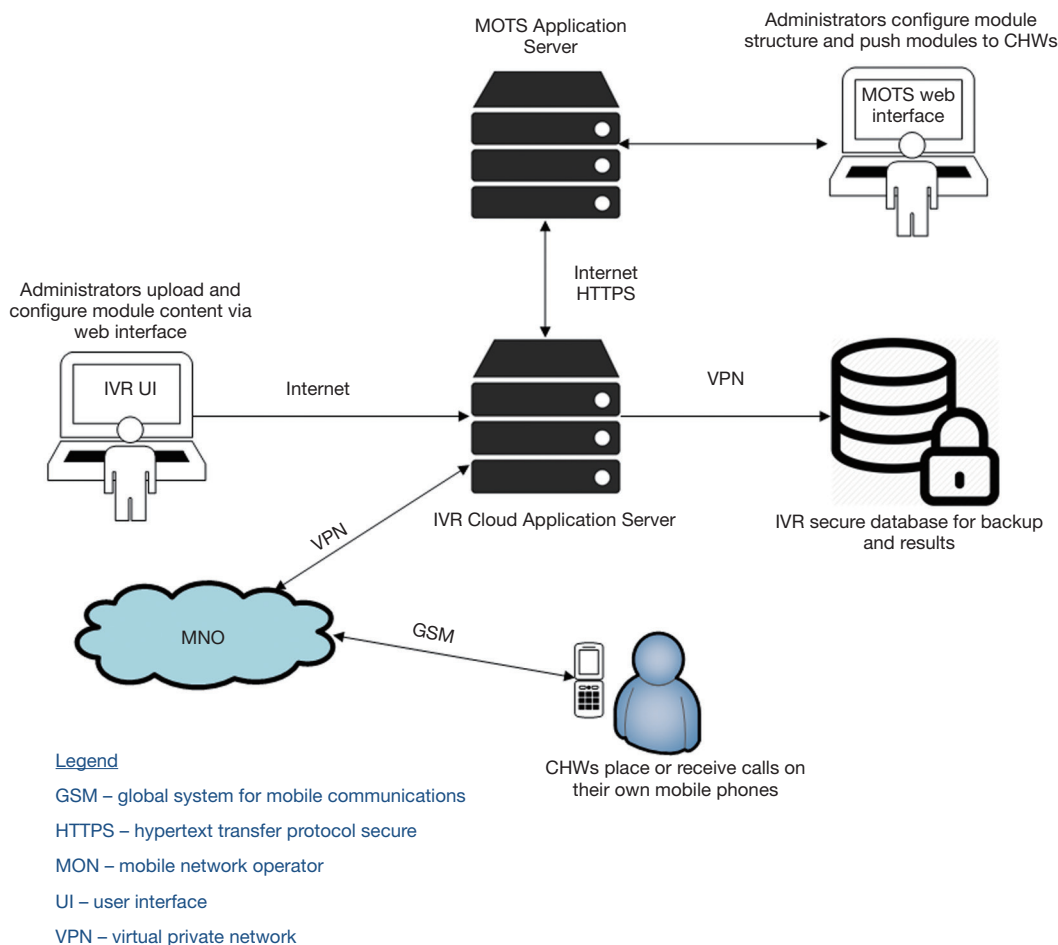 MOTS Application
Server
Administrators configure module
structure and push modules to CHWs
MOTS web
interface
Internet
HTTPS
Administrators upload and
configure module content via
web interface
IVR UI
Internet
VPN
IVR Cloud Application Server
IVR secure database for backup
and results
VPN
MNO
GSM
CHWs place or receive calls on
their own mobile phones
Legend
GSM – global system for mobile communications
HTTPS – hypertext transfer protocol secure
MON – mobile network operator
UI – user interface
VPN – virtual private network